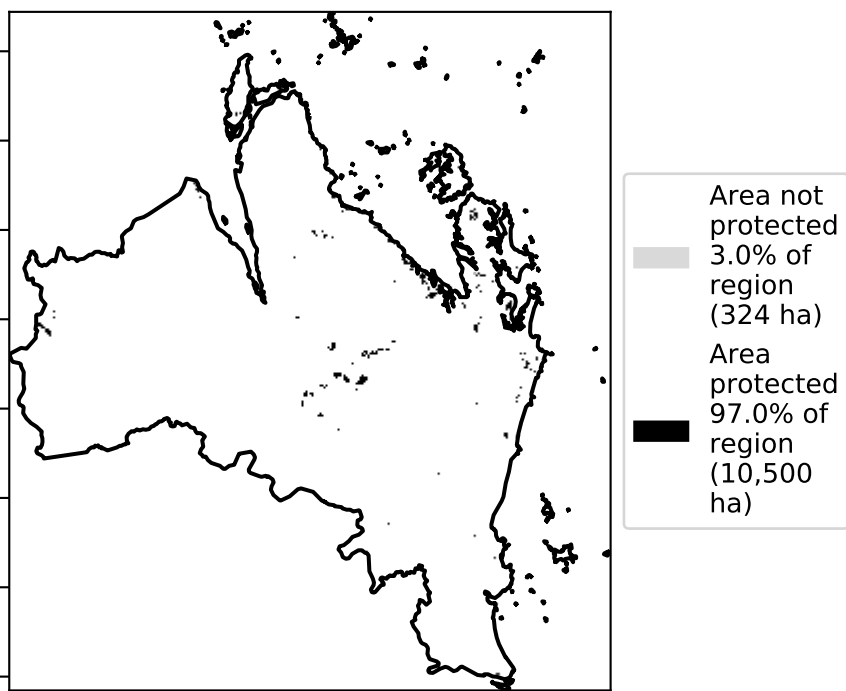 Area not
protected
3.0% of
region
(324 ha)
Area
protected
97.0% of
region
(10,500
ha)